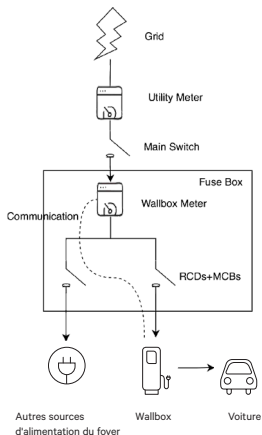 Grid
Utility Meter
Main Switch
Fuse Box
Wallbox Meter
Communication
RCDs+MCBs
Autres sources
d'alimentation du foyer
Wallbox
Voiture